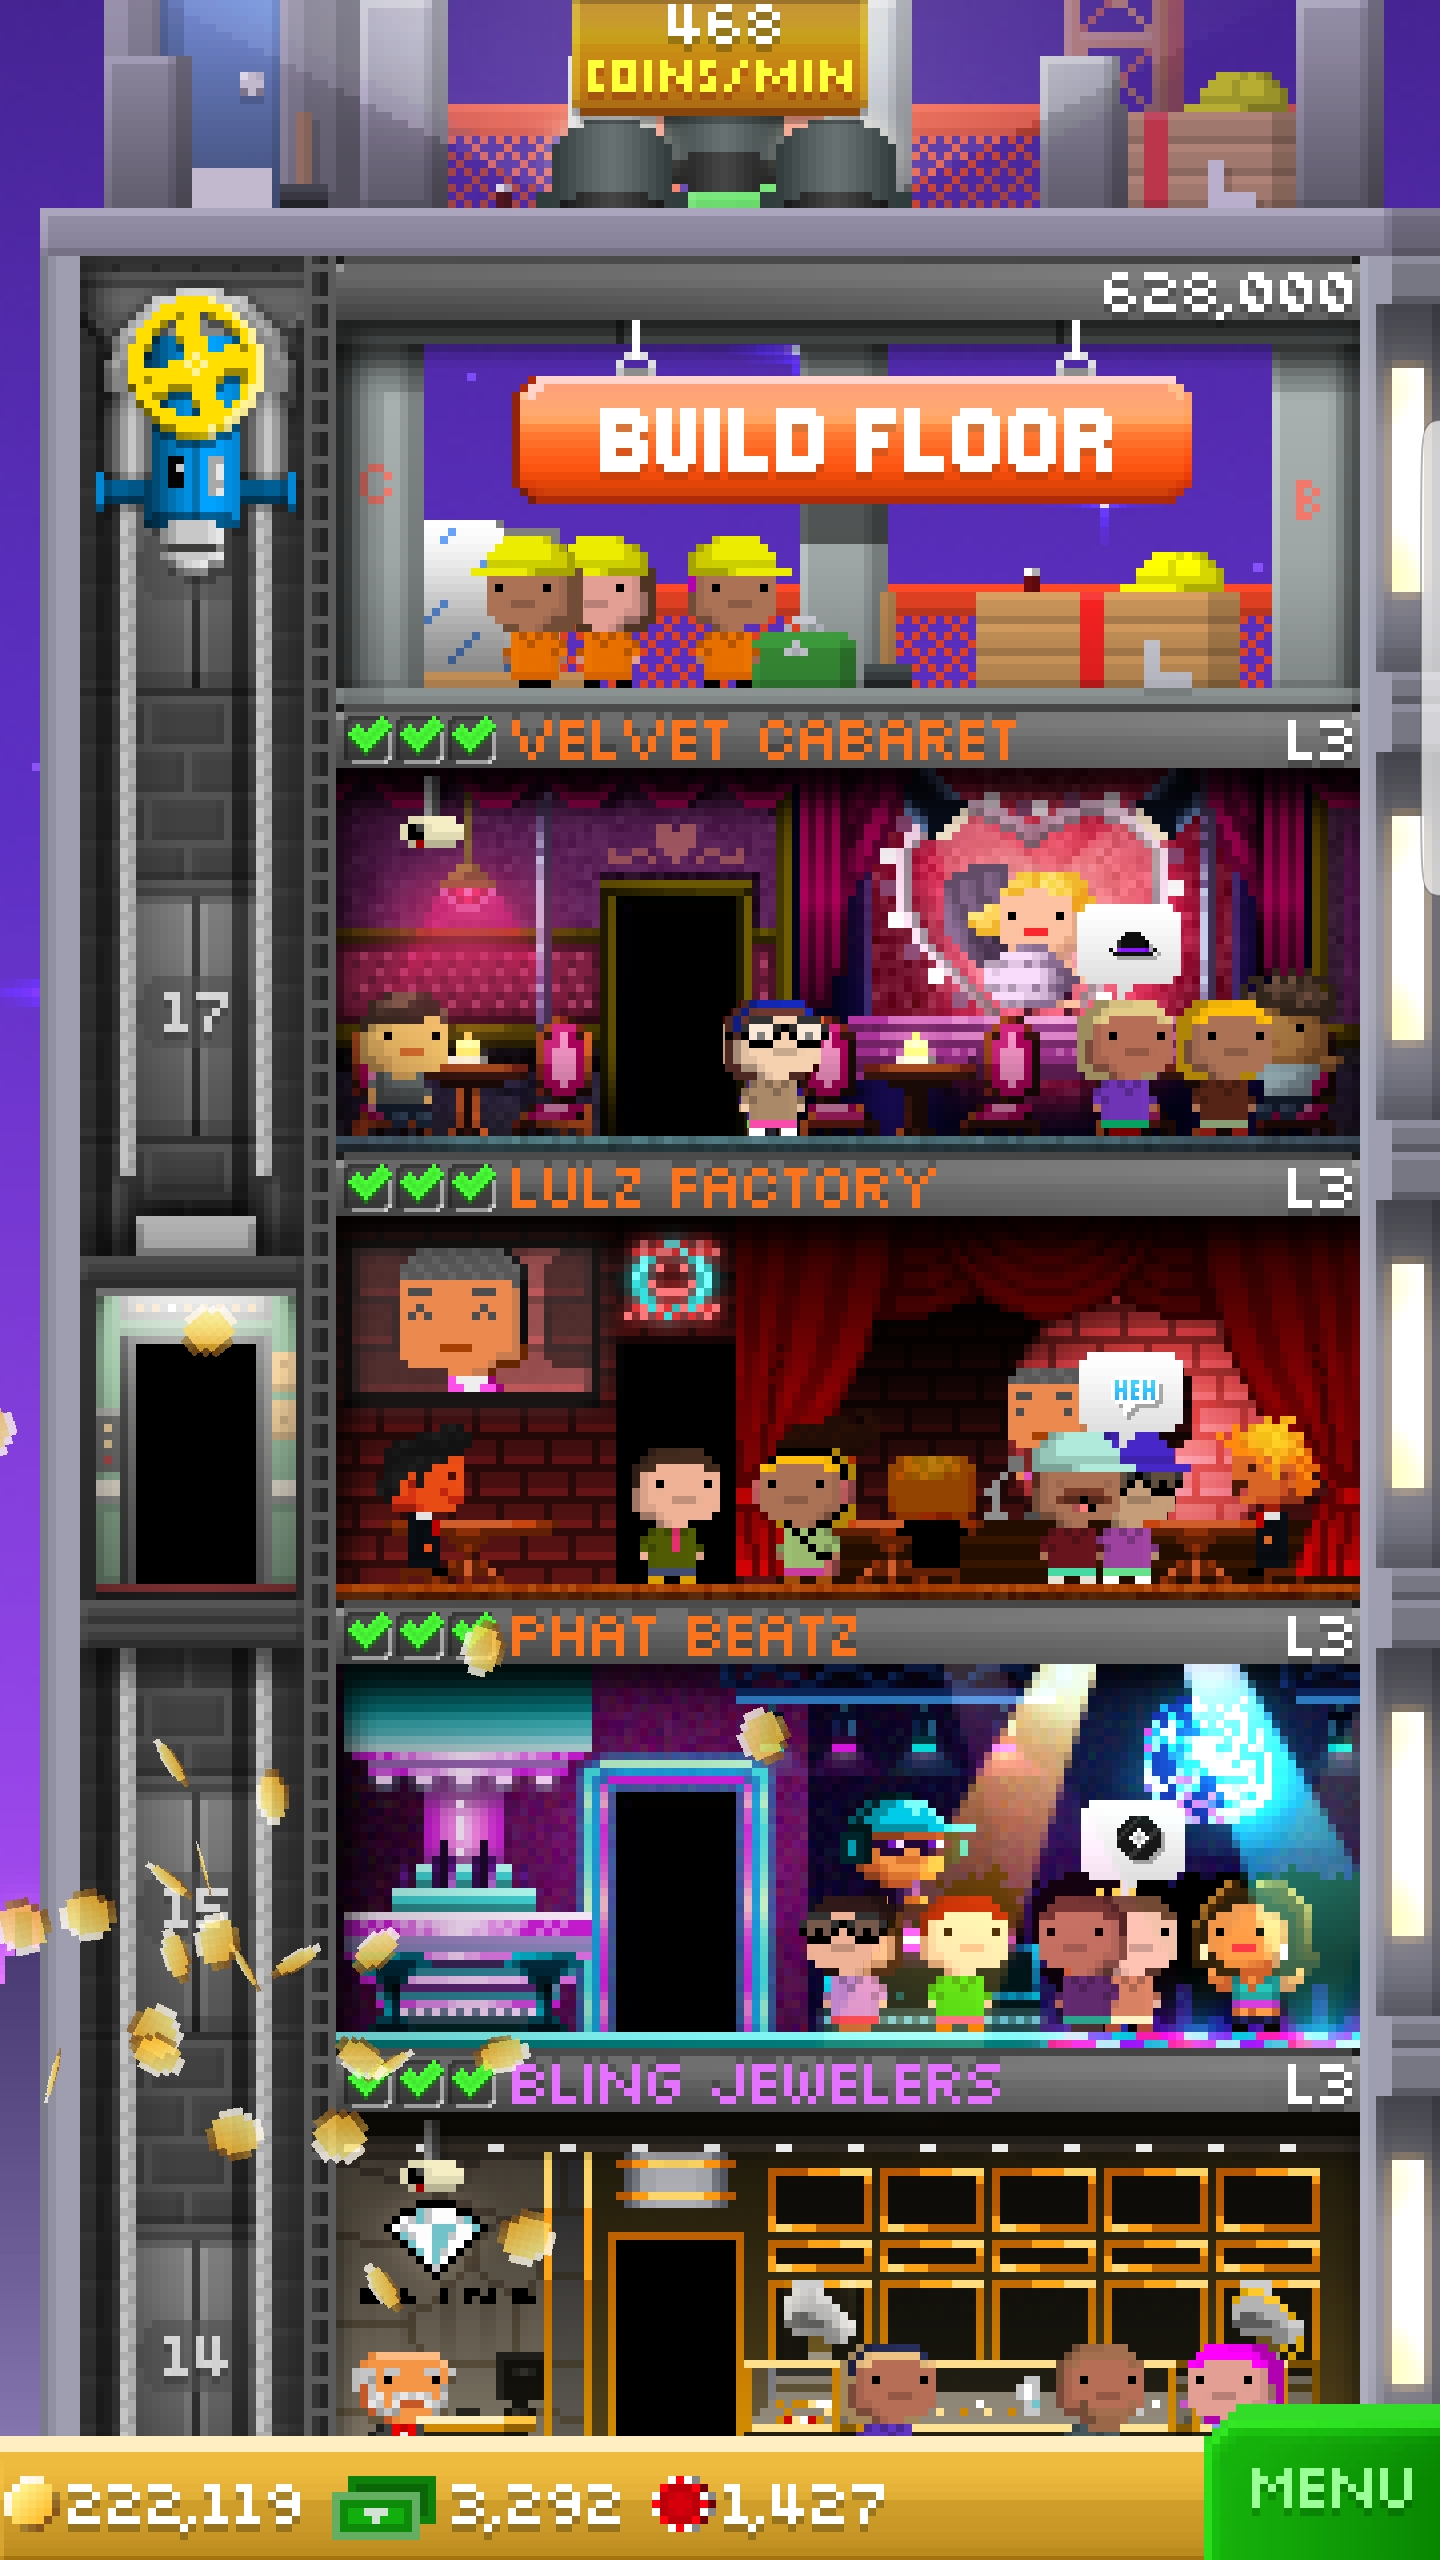 468
COINS/MIN
628,000
BUILD FLOOR
C
B
VELVET CABARET L3
17
LULZ FACTORY L3
HEH
PHAT BEATZ L3
15
BLING JEWELERS L3
14
222,119 3,292 1,427
MENU